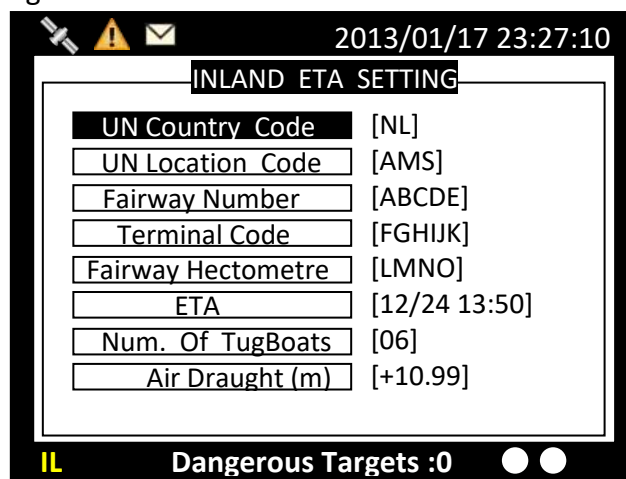 2013/01/17 23:27:10
INLAND ETA SETTING
UN Country Code [NL]
UN Location Code [AMS]
Fairway Number [ABCDE]
Terminal Code [FGHIJK]
Fairway Hectometre [LMNO]
ETA [12/24 13:50]
Num. Of TugBoats [06]
Air Draught (m) [+10.99]
IL Dangerous Targets :0